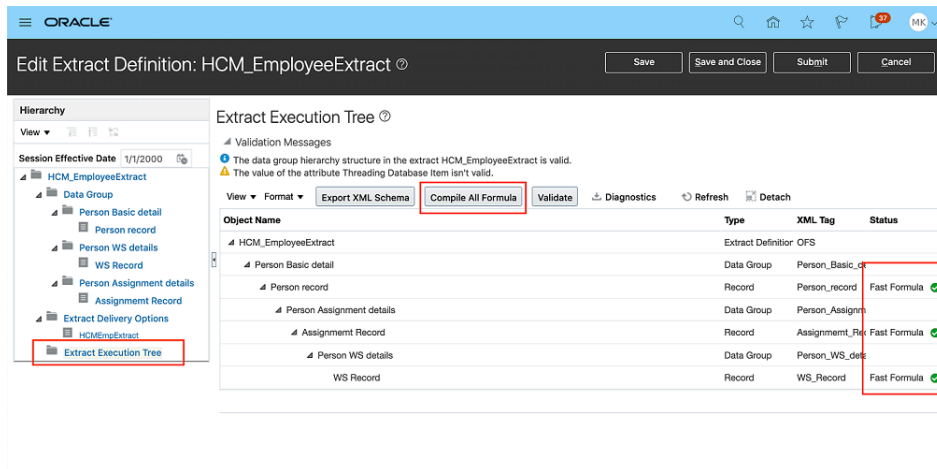 ORACLE
37
MK
Edit Extract Definition: HCM_EmployeeExtract
Save
Save and Close
Submit
Cancel
Hierarchy
View
Session Effective Date 1/1/2000
HCM_EmployeeExtract
Data Group
Person Basic detail
Person record
Person WS details
WS Record
Person Assignment details
Assignmemt Record
Extract Delivery Options
HCMEmpExtract
Extract Execution Tree
Extract Execution Tree
Validation Messages
The data group hierarchy structure in the extract HCM_EmployeeExtract is valid.
The value of the attribute Threading Database Item isn't valid.
View Format Export XML Schema Compile All Formula Validate Diagnostics Refresh Detach
Object Name Type XML Tag Status
HCM_EmployeeExtract Extract Definition OFS
Person Basic detail Data Group Person_Basic_de
Person record Record Person_record Fast Formula
Person Assignment details Data Group Person_Assignm
Assignmemt Record Record Assignmemt_Rec Fast Formula
Person WS details Data Group Person_WS_deta
WS Record Record WS_Record Fast Formula